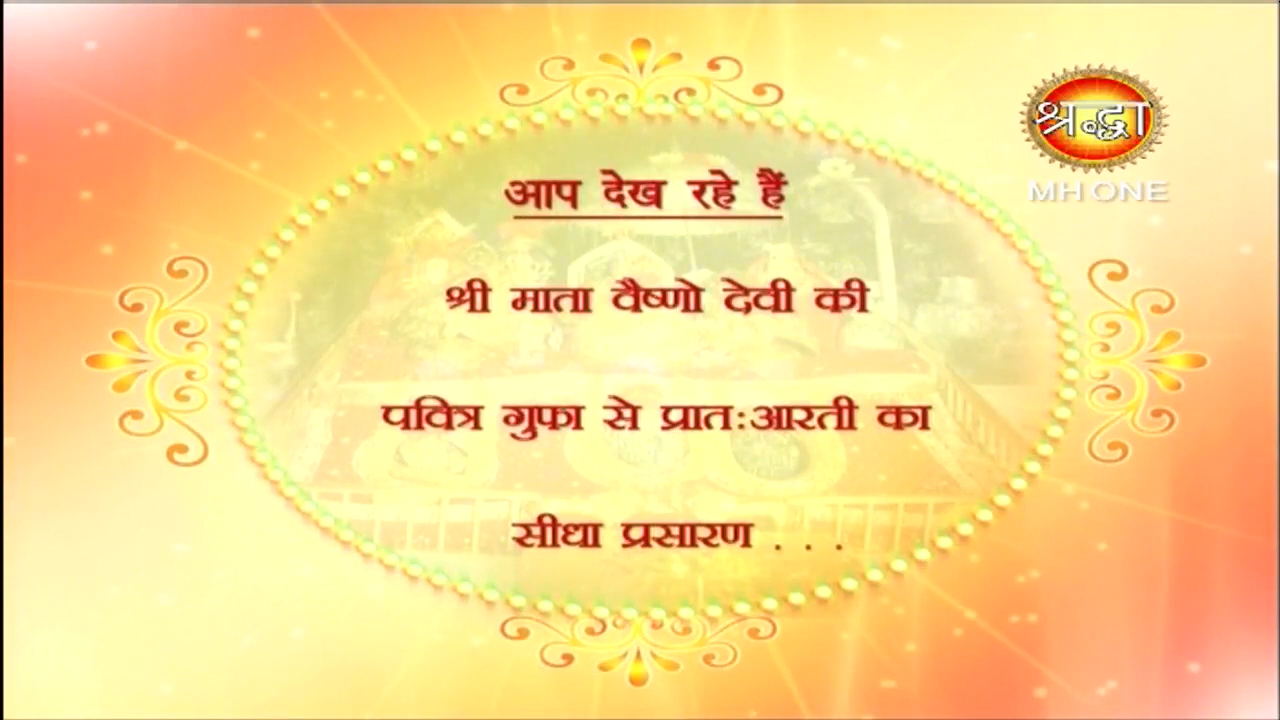 श्रद्धा
MH ONE
आप देख रहे हैं
श्री माता वैष्णो देवी की
पवित्र गुफा से प्रातःआरती का
सीधा प्रसारण . . .